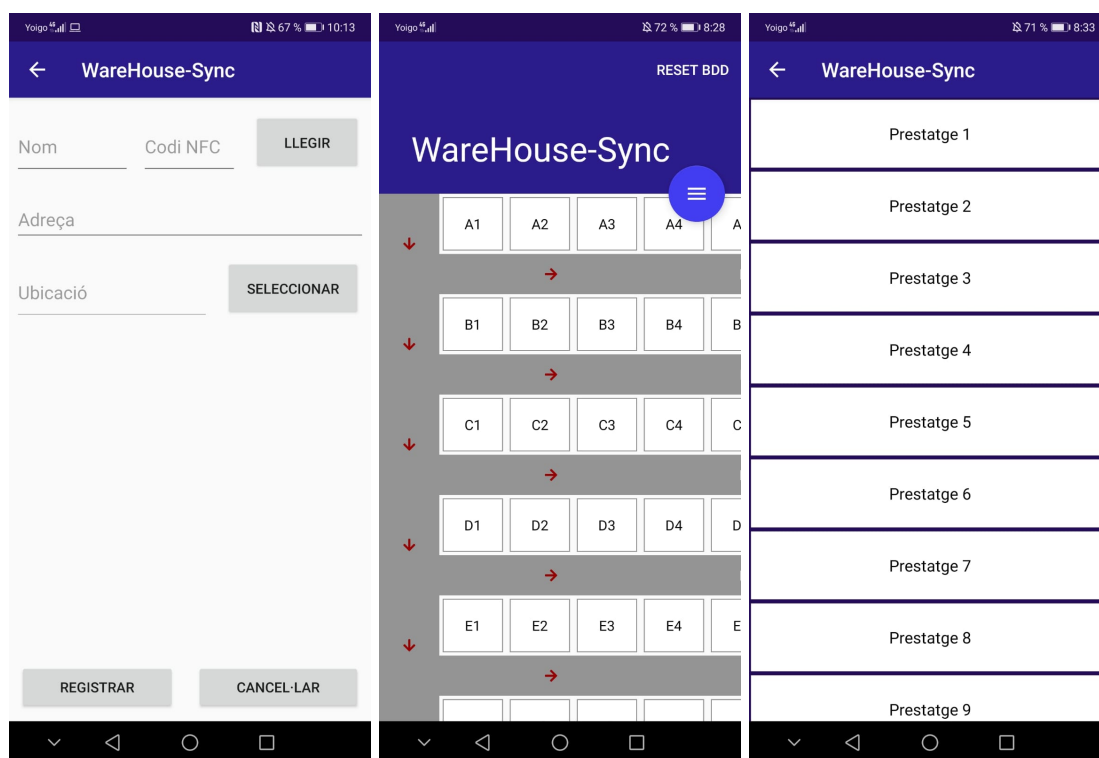 Yoigo 4G 67 % 10:13
WareHouse-Sync
Nom Codi NFC LLEGIR
Adreça
Ubicació SELECCIONAR
REGISTRAR CANCEL·LAR
Yoigo 4G 72 % 8:28
RESET BDD
WareHouse-Sync
A1 A2 A3 A4 A
B1 B2 B3 B4 B
C1 C2 C3 C4 C
D1 D2 D3 D4 D
E1 E2 E3 E4 E
Yoigo 4G 71 % 8:33
WareHouse-Sync
Prestatge 1
Prestatge 2
Prestatge 3
Prestatge 4
Prestatge 5
Prestatge 6
Prestatge 7
Prestatge 8
Prestatge 9